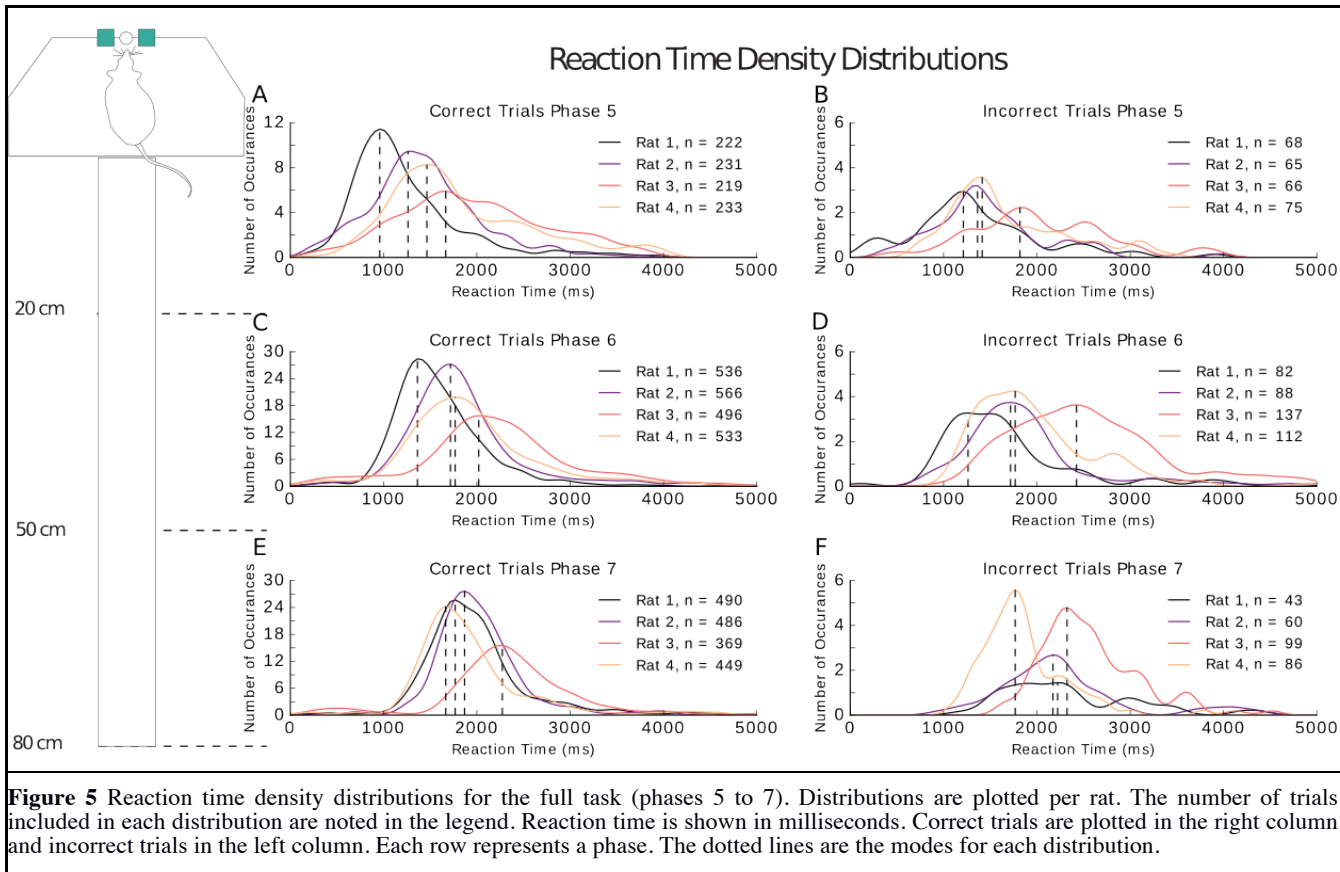 Reaction Time Density Distributions
20 cm
50 cm
80 cm
A
Correct Trials Phase 5
Number of Occurances
12
8
4
0
0 1000 2000 3000 4000 5000
Reaction Time (ms)
Rat 1, n = 222
Rat 2, n = 231
Rat 3, n = 219
Rat 4, n = 233
B
Incorrect Trials Phase 5
Number of Occurances
6
4
2
0
0 1000 2000 3000 4000 5000
Reaction Time (ms)
Rat 1, n = 68
Rat 2, n = 65
Rat 3, n = 66
Rat 4, n = 75
C
Correct Trials Phase 6
Number of Occurances
30
24
18
12
6
0
0 1000 2000 3000 4000 5000
Reaction Time (ms)
Rat 1, n = 536
Rat 2, n = 566
Rat 3, n = 496
Rat 4, n = 533
D
Incorrect Trials Phase 6
Number of Occurances
6
4
2
0
0 1000 2000 3000 4000 5000
Reaction Time (ms)
Rat 1, n = 82
Rat 2, n = 88
Rat 3, n = 137
Rat 4, n = 112
E
Correct Trials Phase 7
Number of Occurances
30
24
18
12
6
0
0 1000 2000 3000 4000 5000
Reaction Time (ms)
Rat 1, n = 490
Rat 2, n = 486
Rat 3, n = 369
Rat 4, n = 449
F
Incorrect Trials Phase 7
Number of Occurances
6
4
2
0
0 1000 2000 3000 4000 5000
Reaction Time (ms)
Rat 1, n = 43
Rat 2, n = 60
Rat 3, n = 99
Rat 4, n = 86
Figure 5 Reaction time density distributions for the full task (phases 5 to 7). Distributions are plotted per rat. The number of trials
included in each distribution are noted in the legend. Reaction time is shown in milliseconds. Correct trials are plotted in the right column
and incorrect trials in the left column. Each row represents a phase. The dotted lines are the modes for each distribution.